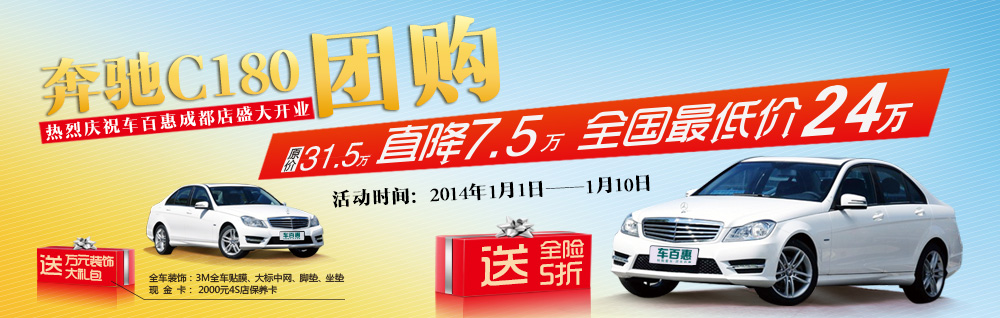 奔驰C180团购
热烈庆祝车百惠成都店盛大开业
原价31.5万 直降7.5万 全国最低价24万
活动时间：2014年1月1日——1月10日
送 万元装饰大礼包
全车装饰：3M全车贴膜、大标中网、脚垫、坐垫
现 金 卡： 2000元4S店保养卡
送 全险5折
车百惠
车百惠